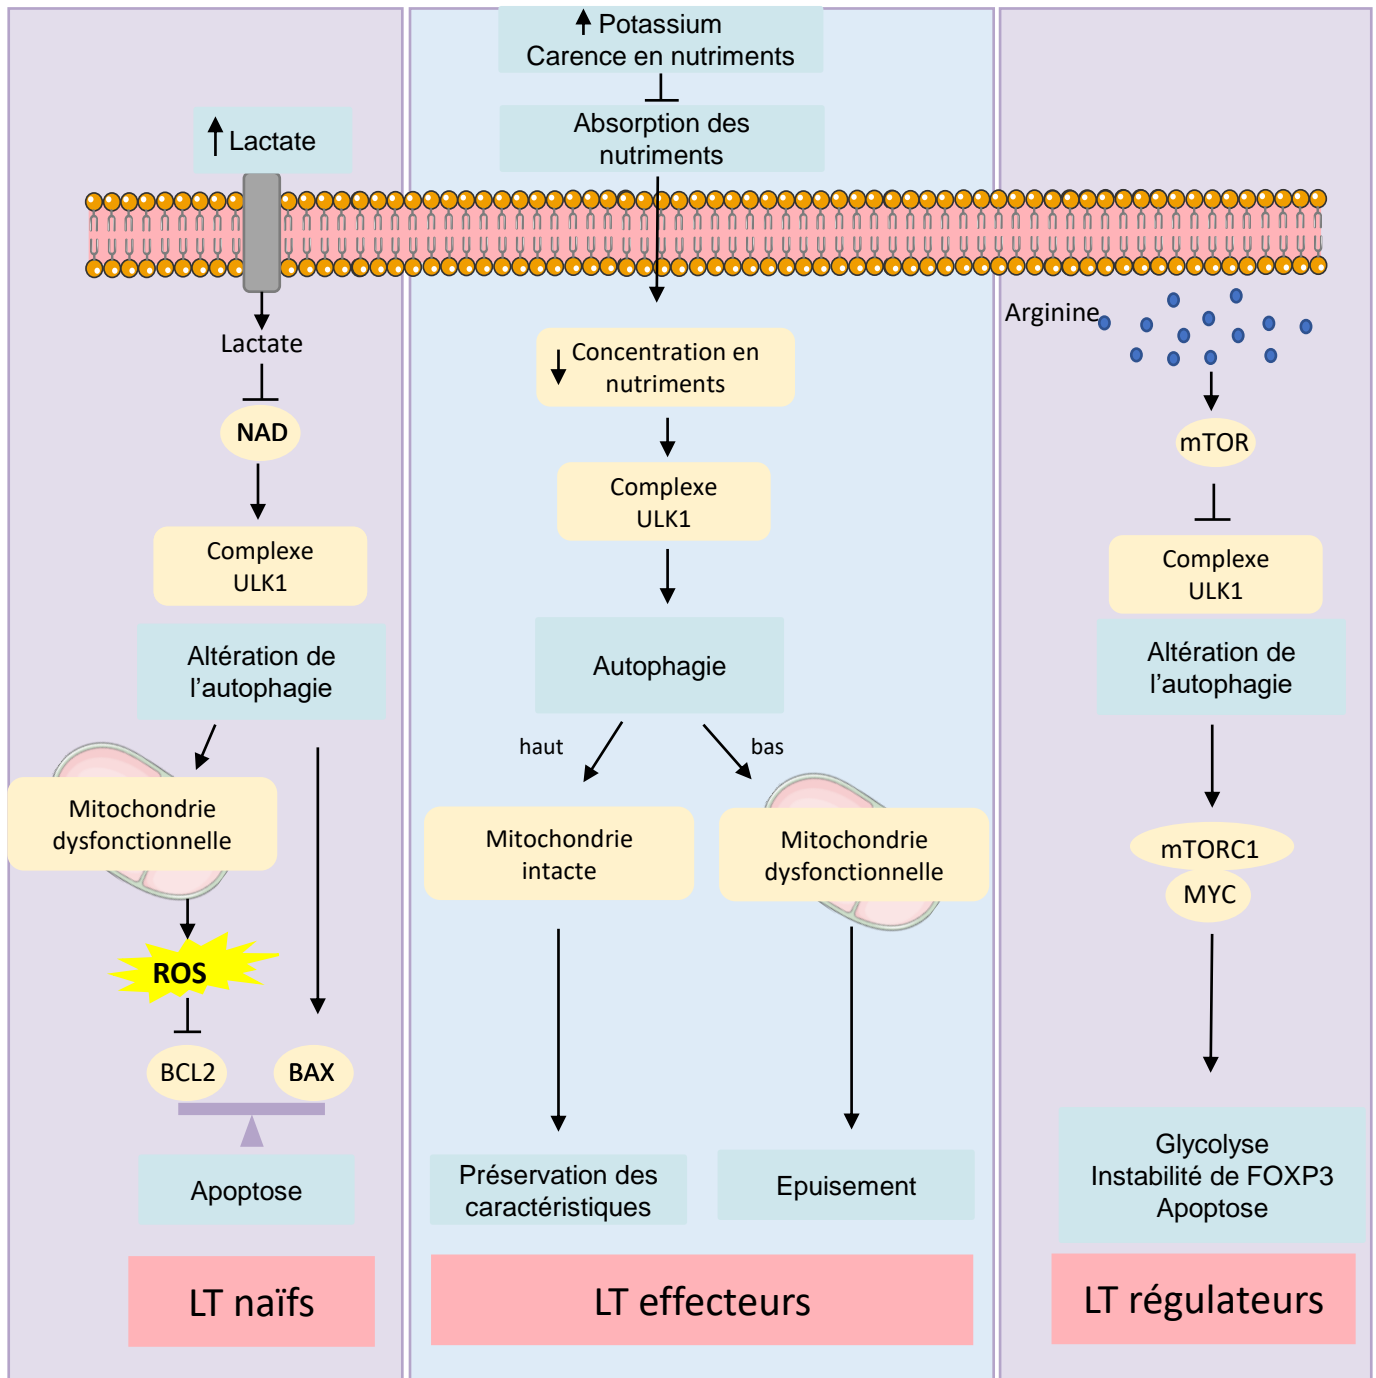 ↑ Lactate
Lactate
NAD
Complexe
ULK1
Altération de
l’autophagie
Mitochondrie
dysfonctionnelle
ROS
BCL2
BAX
Apoptose
LT naïfs
↑ Potassium
Carence en nutriments
Absorption des
nutriments
↓ Concentration en
nutriments
Complexe
ULK1
Autophagie
haut
bas
Mitochondrie
intacte
Mitochondrie
dysfonctionnelle
Préservation des
caractéristiques
Epuisement
LT effecteurs
Arginine
mTOR
Complexe
ULK1
Altération de
l’autophagie
mTORC1
MYC
Glycolyse
Instabilité de FOXP3
Apoptose
LT régulateurs